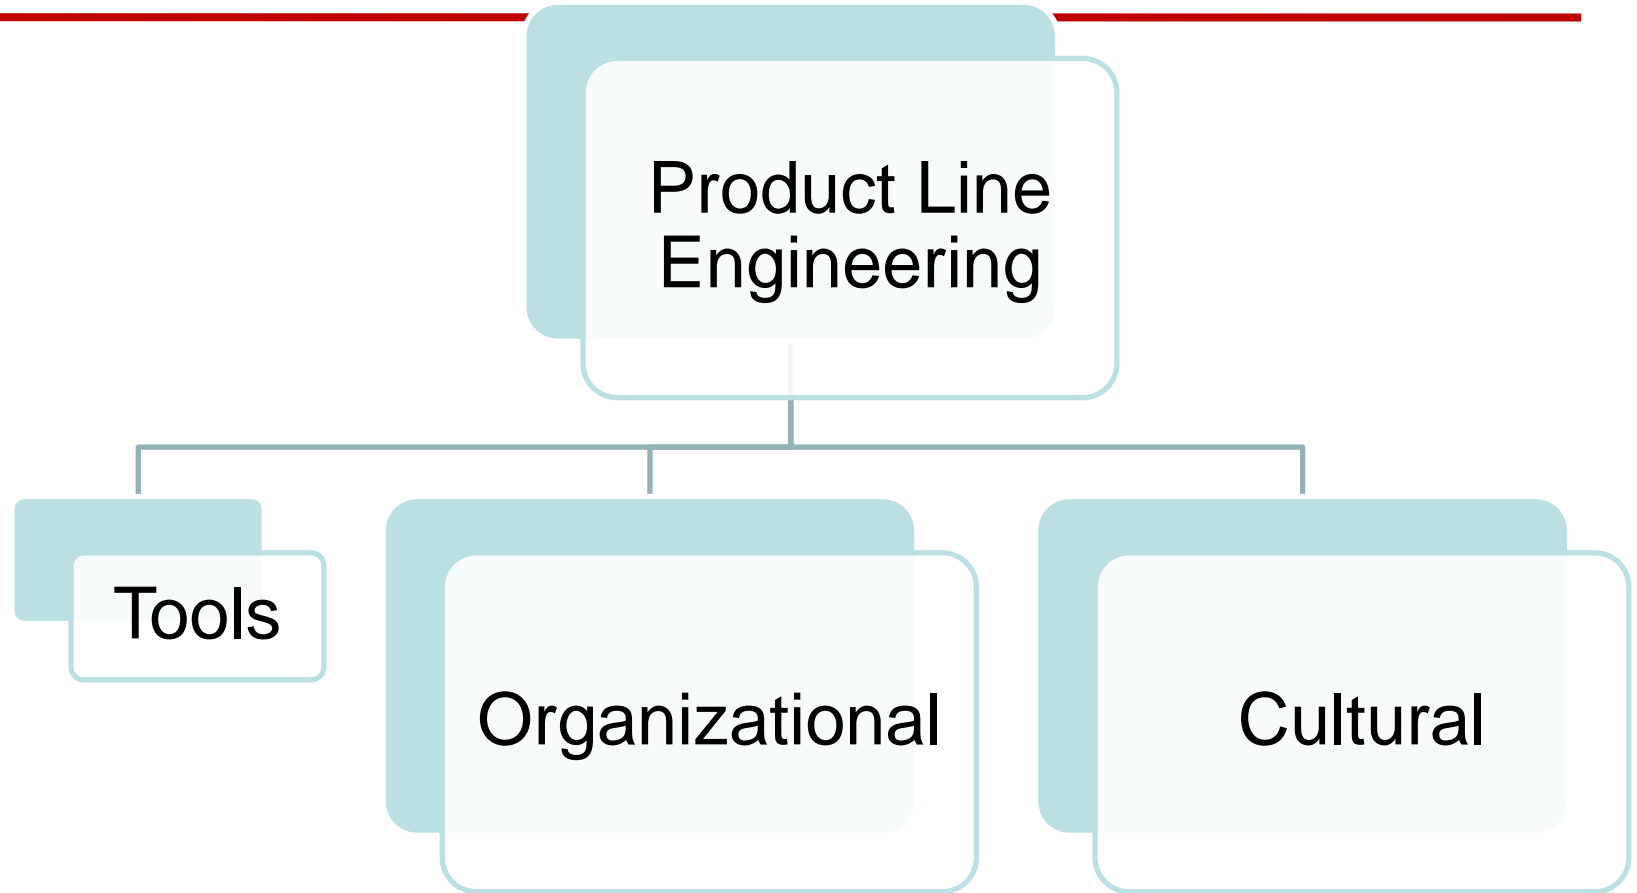 Product Line
Engineering
Tools
Organizational
Cultural